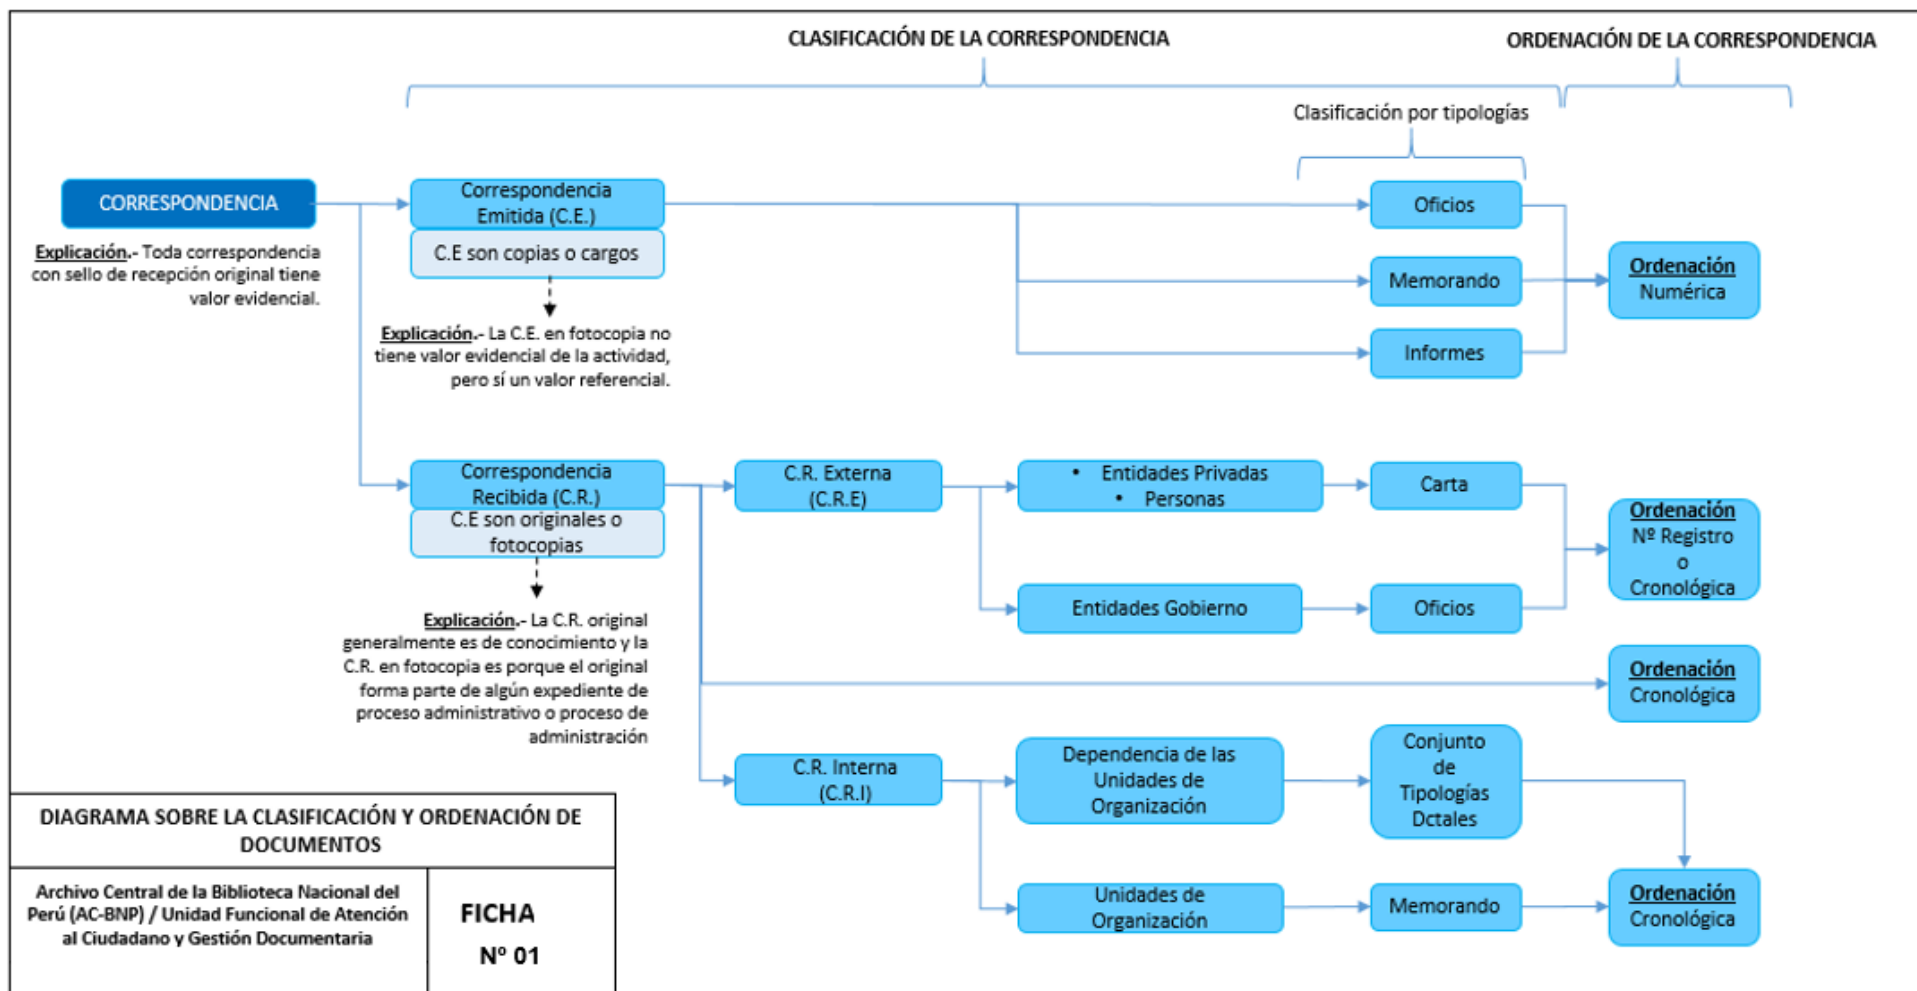 CLASIFICACIÓN DE LA CORRESPONDENCIA
ORDENACIÓN DE LA CORRESPONDENCIA
Clasificación por tipologías
CORRESPONDENCIA
Explicación.- Toda correspondencia
con sello de recepción original tiene
valor evidencial.
Correspondencia
Emitida (C.E.)
C.E son copias o cargos
Explicación.- La C.E. en fotocopia no
tiene valor evidencial de la actividad,
pero sí un valor referencial.
Oficios
Memorando
Informes
Ordenación
Numérica
Correspondencia
Recibida (C.R.)
C.E son originales o
fotocopias
Explicación.- La C.R. original
generalmente es de conocimiento y la
C.R. en fotocopia es porque el original
forma parte de algún expediente de
proceso administrativo o proceso de
administración
C.R. Externa
(C.R.E)
• Entidades Privadas
• Personas
Carta
Entidades Gobierno
Oficios
Ordenación
Nº Registro
o
Cronológica
Ordenación
Cronológica
C.R. Interna
(C.R.I)
Dependencia de las
Unidades de
Organización
Conjunto
de
Tipologías
Dctales
Unidades de
Organización
Memorando
Ordenación
Cronológica
DIAGRAMA SOBRE LA CLASIFICACIÓN Y ORDENACIÓN DE
DOCUMENTOS
Archivo Central de la Biblioteca Nacional del
Perú (AC-BNP) / Unidad Funcional de Atención
al Ciudadano y Gestión Documentaria
FICHA
Nº 01